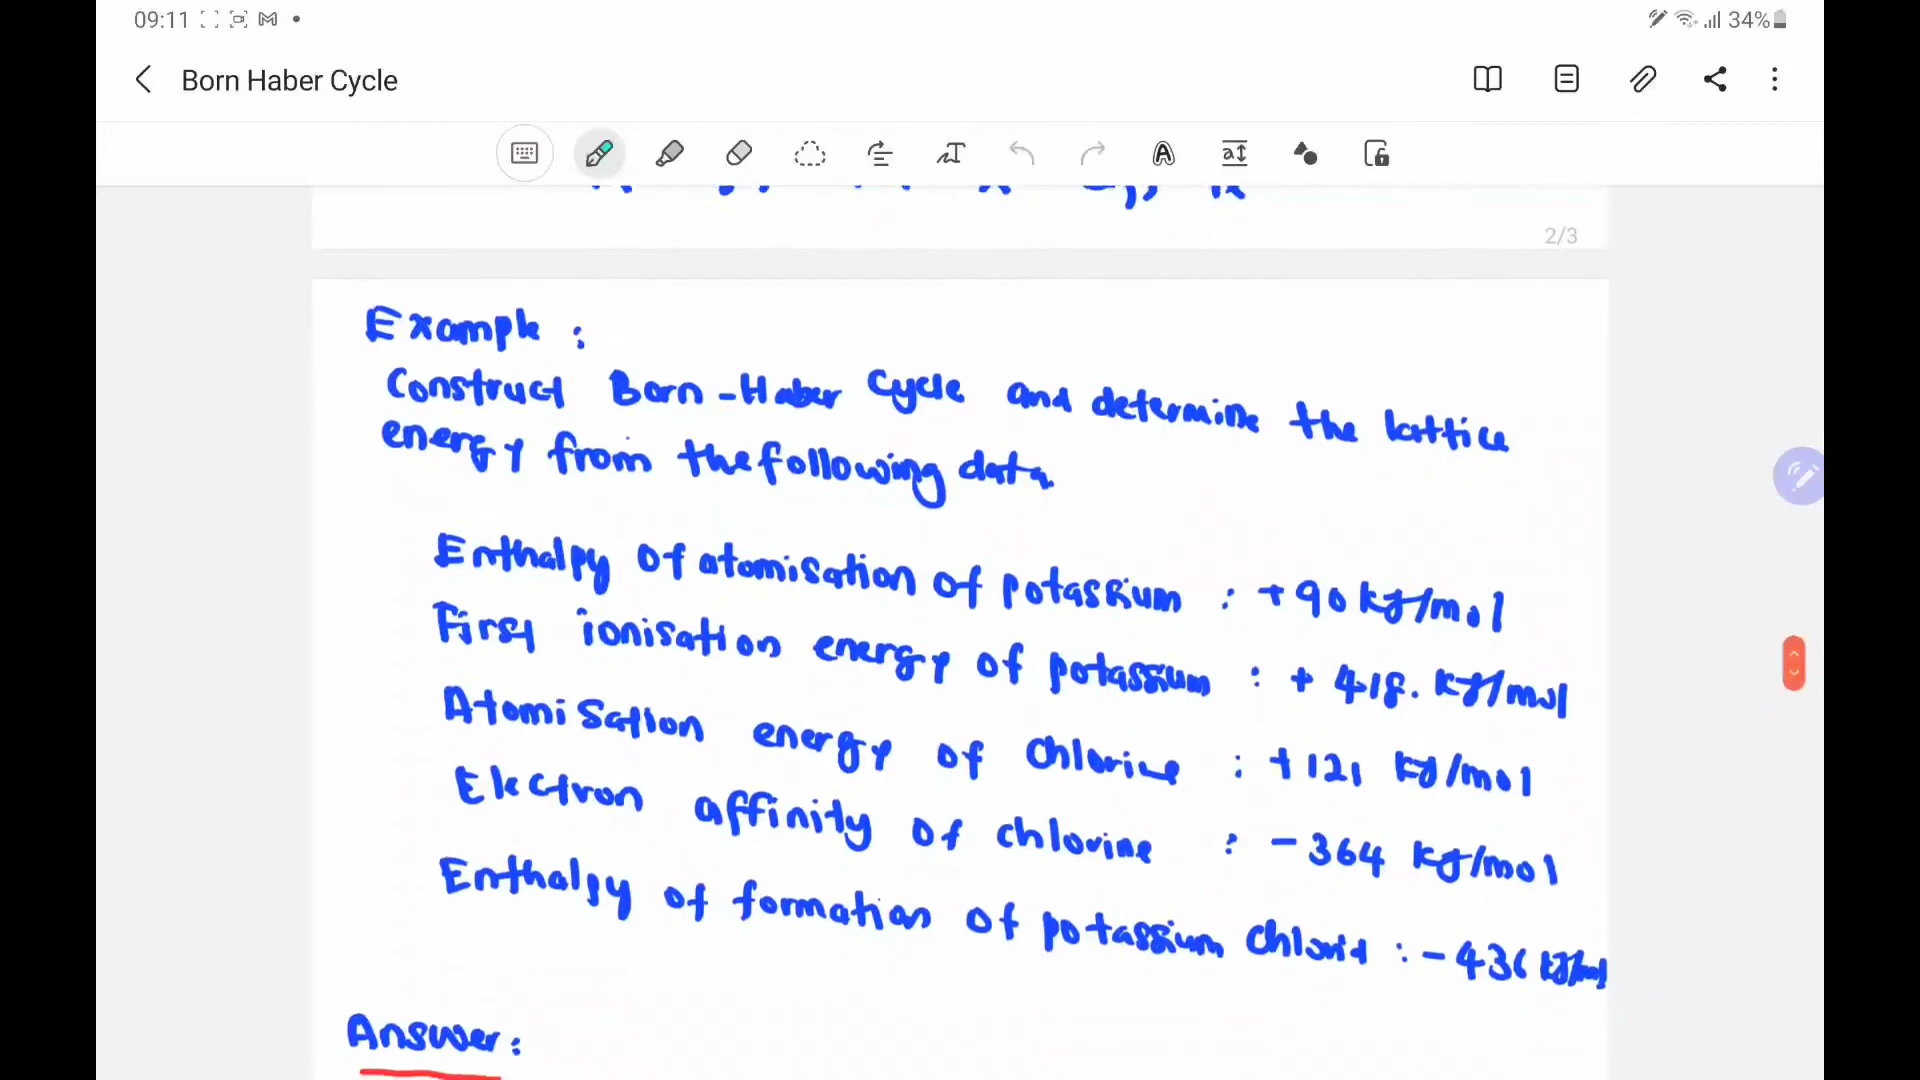 09:11
34%
Born Haber Cycle
2/3
Example :
Construct Born-Haber Cycle and determine the lattice
energy from the following data
Enthalpy of atomisation of potassium : +90 kJ/mol
First ionisation energy of potassium : + 418. kJ/mol
Atomisation energy of Chlorine : +121 kJ/mol
Electron affinity of chlorine : -364 kJ/mol
Enthalpy of formation of potassium Chlorid : -436 kJ/mol
Answer: